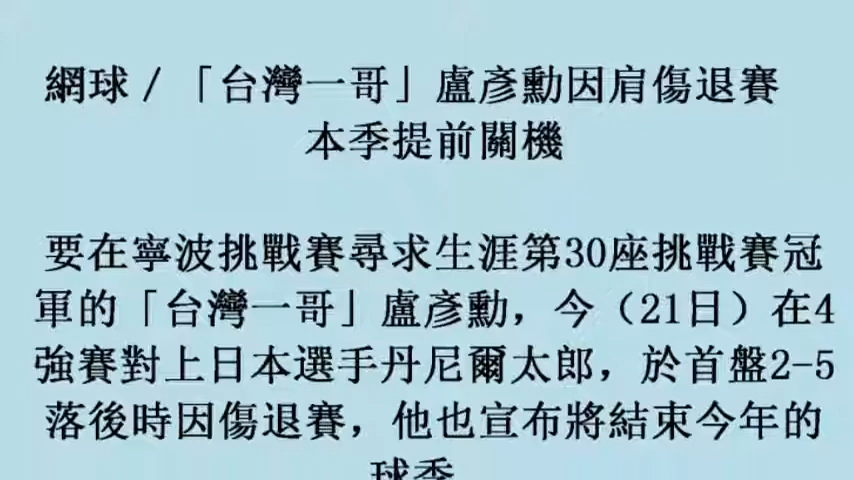 網球／「台灣一哥」盧彥勳因肩傷退賽
本季提前關機
要在寧波挑戰賽尋求生涯第30座挑戰賽冠
軍的「台灣一哥」盧彥勳，今（21日）在4
強賽對上日本選手丹尼爾太郎，於首盤2-5
落後時因傷退賽，他也宣布將結束今年的
球季